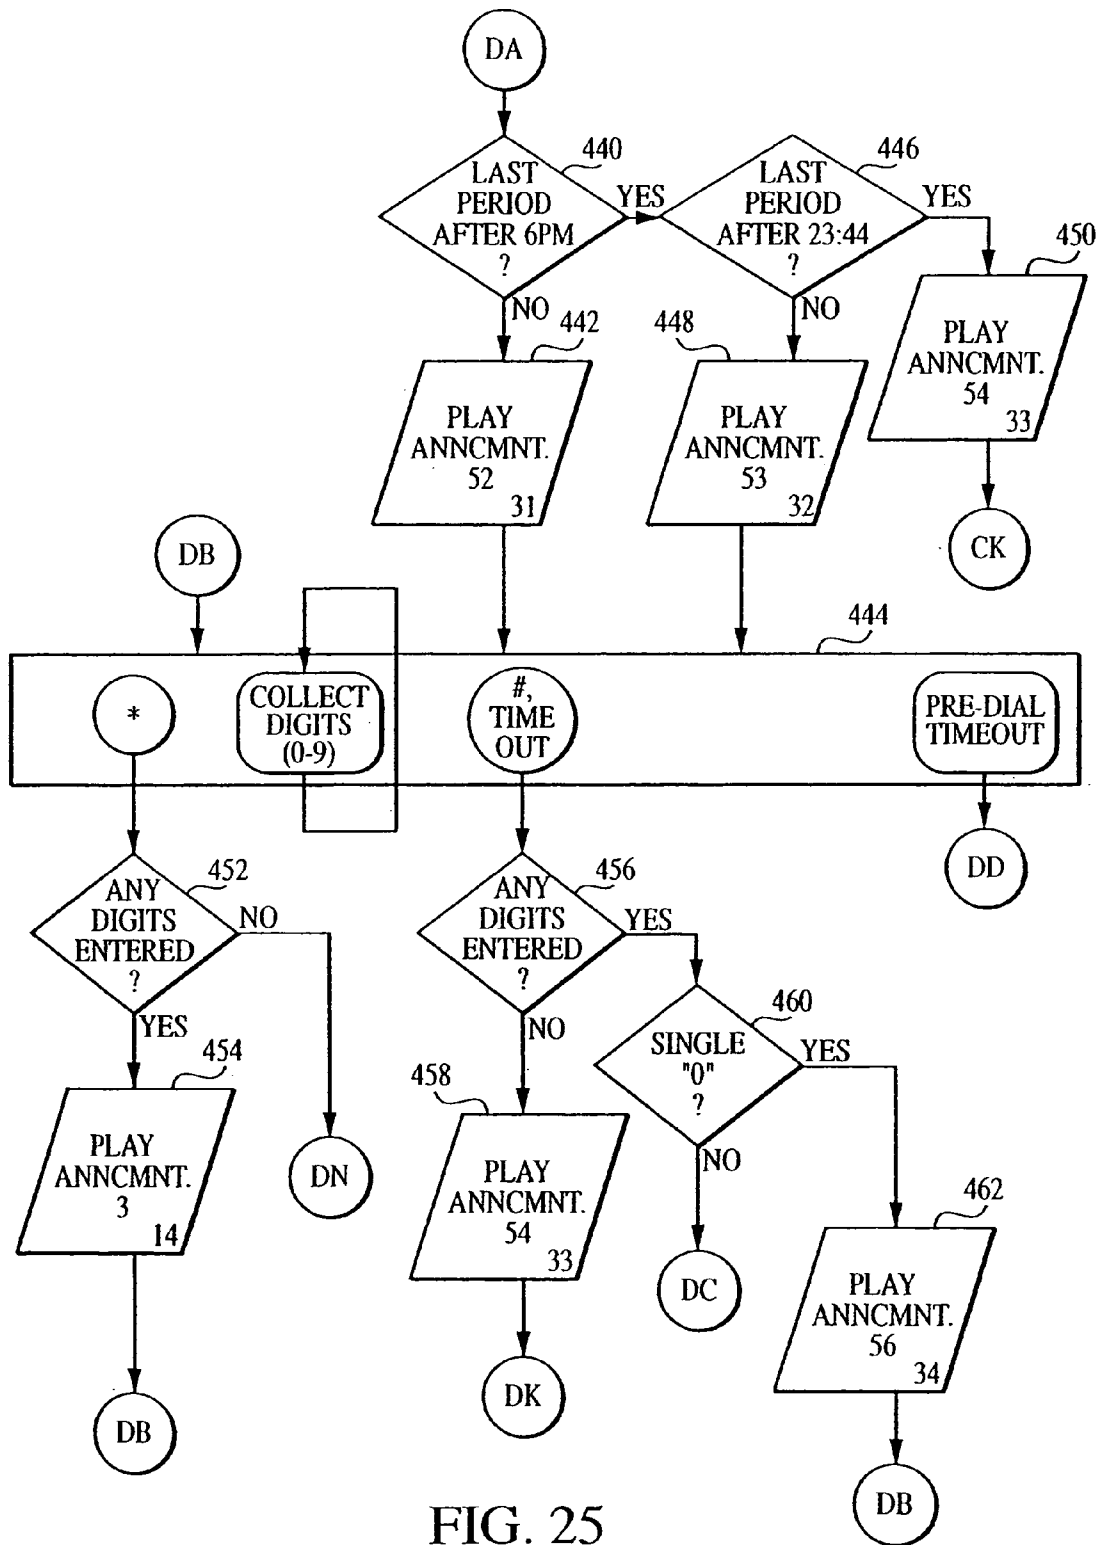 DA
440
LAST
PERIOD
AFTER 6PM
?
YES
NO
446
LAST
PERIOD
AFTER 23:44
?
YES
NO
450
PLAY
ANNCMNT.
54
33
CK
442
PLAY
ANNCMNT.
52
31
448
PLAY
ANNCMNT.
53
32
DB
444
*
COLLECT
DIGITS
(0-9)
#,
TIME
OUT
PRE-DIAL
TIMEOUT
DD
452
ANY
DIGITS
ENTERED
?
NO
YES
456
ANY
DIGITS
ENTERED
?
YES
NO
460
SINGLE
"0"
?
YES
NO
454
PLAY
ANNCMNT.
3
14
DN
458
PLAY
ANNCMNT.
54
33
DC
462
PLAY
ANNCMNT.
56
34
DB
DK
DB
FIG. 25